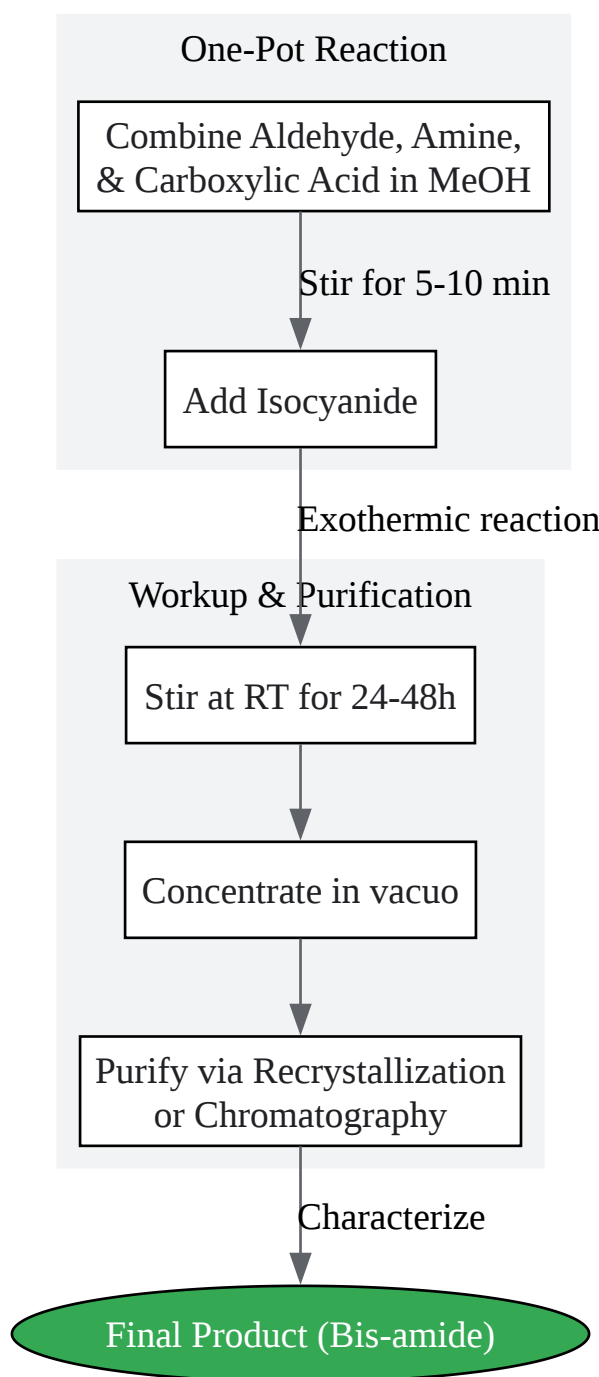 One-Pot Reaction
Combine Aldehyde, Amine,
& Carboxylic Acid in MeOH
Stir for 5-10 min
Add Isocyanide
Exothermic reaction
Workup & Purification
Stir at RT for 24-48h
Concentrate in vacuo
Purify via Recrystallization
or Chromatography
Characterize
Final Product (Bis-amide)